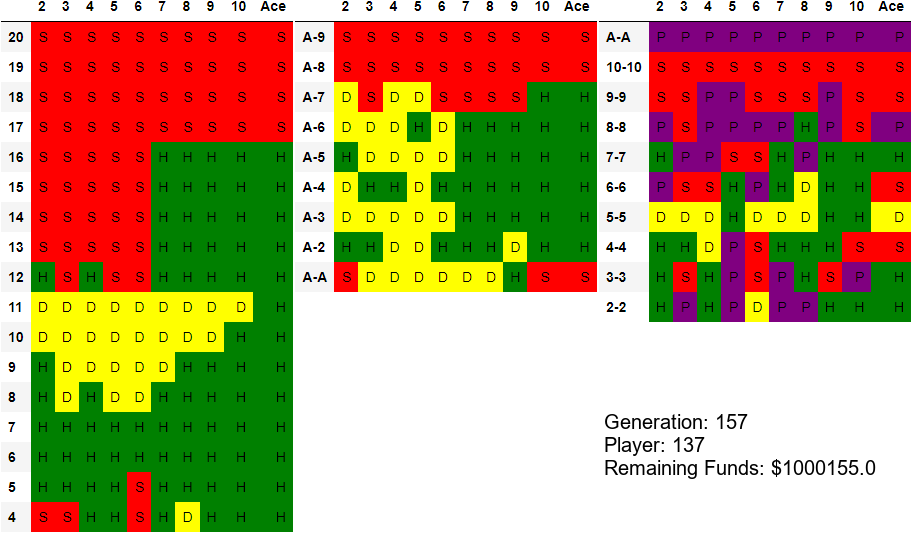 2 3 4 5 6 7 8 9 10 Ace
20 S S S S S S S S S S
19 S S S S S S S S S S
18 S S S S S S S S S S
17 S S S S S S S S S S
16 S S S S S H H H H H
15 S S S S S H H H H H
14 S S S S S H H H H H
13 S S S S S H H H H H
12 H S H S S H H H H H
11 D D D D D D D D D H
10 D D D D D D D D H H
9 H D D D D D H H H H
8 H D H D D H H H H H
7 H H H H H H H H H H
6 H H H H H H H H H H
5 H H H H S H H H H H
4 S S H H S H D H H H
2 3 4 5 6 7 8 9 10 Ace
A-9 S S S S S S S S S S
A-8 S S S S S S S S S S
A-7 D S D D S S S S H H
A-6 D D D H D H H H H H
A-5 H D D D D H H H H H
A-4 D H H D H H H H H H
A-3 D D D D D H H H H H
A-2 H H D D H H H D H H
A-A S D D D D D D H S S
2 3 4 5 6 7 8 9 10 Ace
A-A P P P P P P P P P P
10-10 S S S S S S S S S S
9-9 S S P P S S S P S S
8-8 P S P P P P H P S P
7-7 H P P S S H P H H H
6-6 P S S H P H D H H S
5-5 D D D H D D D H H D
4-4 H H D P S H H H S S
3-3 H S H P S P H S P H
2-2 H P H P D P P H H H
Generation: 157
Player: 137
Remaining Funds: $1000155.0